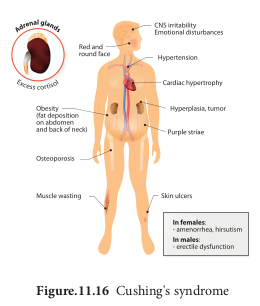 Adrenal glands
Excess cortisol
CNS irritability
Emotional disturbances
Red and
round face
Hypertension
Cardiac hypertrophy
Obesity
(fat deposition
on abdomen
and back of neck)
Hyperplasia, tumor
Purple striae
Osteoporosis
Muscle wasting
Skin ulcers
In females:
- amenorrhea, hirsutism
In males:
- erectile dysfunction
Figure.11.16 Cushing's syndrome